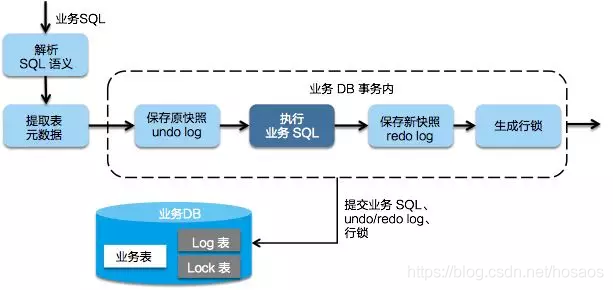 业务SQL
解析
SQL 语义
提取表
元数据
业务 DB 事务内
保存原快照
undo log
执行
业务 SQL
保存新快照
redo log
生成行锁
提交业务 SQL、
undo/redo log、
行锁
业务DB
业务表
Log 表
Lock 表
https://blog.csdn.net/hosaos